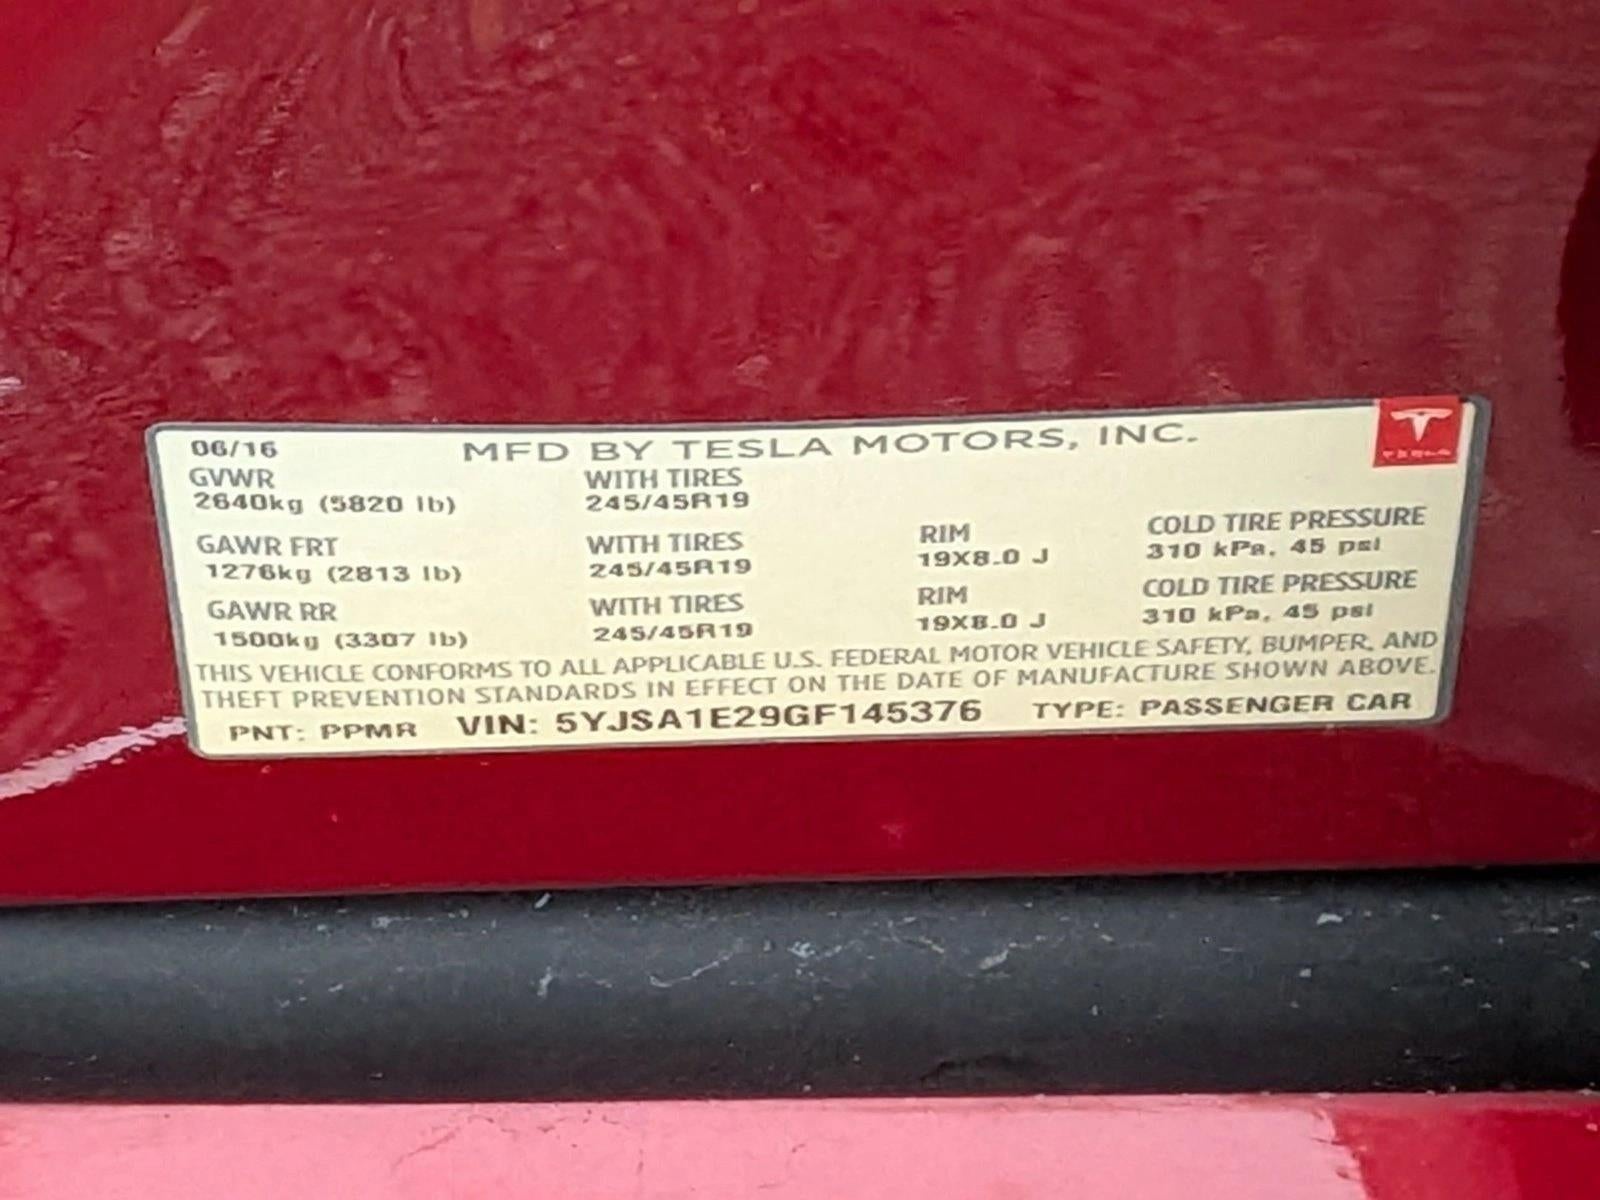 06/16 MFD BY TESLA MOTORS, INC. TESLA
GVWR WITH TIRES
2640kg (5820 lb) 245/45R19
GAWR FRT WITH TIRES RIM COLD TIRE PRESSURE
1276kg (2813 lb) 245/45R19 19X8.0 J 310 kPa, 45 psi
GAWR RR WITH TIRES RIM COLD TIRE PRESSURE
1500kg (3307 lb) 245/45R19 19X8.0 J 310 kPa, 45 psi
THIS VEHICLE CONFORMS TO ALL APPLICABLE U.S. FEDERAL MOTOR VEHICLE SAFETY, BUMPER, AND
THEFT PREVENTION STANDARDS IN EFFECT ON THE DATE OF MANUFACTURE SHOWN ABOVE.
PNT: PPMR VIN: 5YJSA1E29GF145376 TYPE: PASSENGER CAR